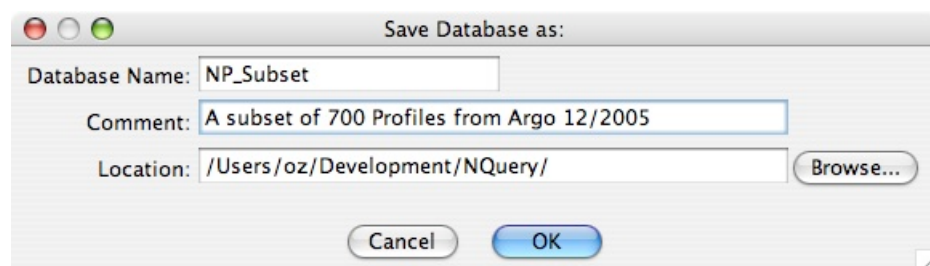 Save Database as:
Database Name: NP_Subset
Comment: A subset of 700 Profiles from Argo 12/2005
Location: /Users/oz/Development/NQuery/ Browse...
Cancel OK